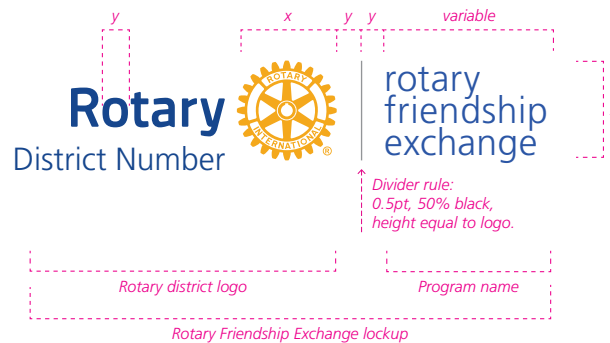 y
x
y
y
variable
ROTARY
INTERNATIONAL
®
Rotary
District Number
rotary
friendship
exchange
Divider rule:
0.5pt, 50% black,
height equal to logo.
Rotary district logo
Program name
Rotary Friendship Exchange lockup